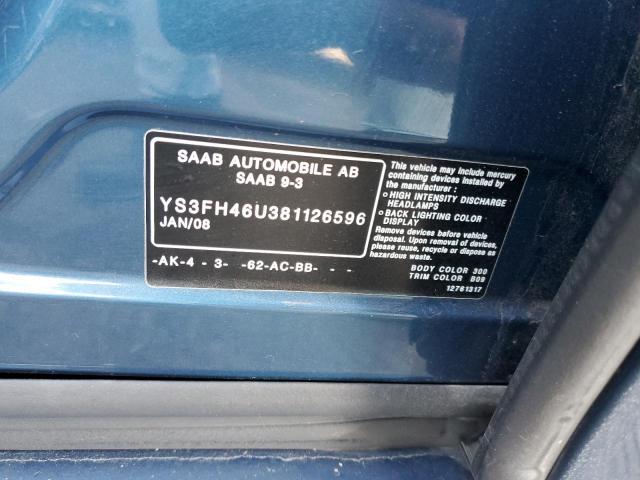 SAAB AUTOMOBILE AB
SAAB 9-3
YS3FH46U381126596
JAN/08
-AK-4 - 3- -62-AC-BB- - -
This vehicle may include mercury
containing devices installed by
the manufacturer:
○ HIGH INTENSITY DISCHARGE
HEADLAMPS
○ BACK LIGHTING COLOR
DISPLAY
Remove devices before vehicle
disposal. Upon removal of devices,
please reuse, recycle or dispose as
hazardous waste.
BODY COLOR 300
TRIM COLOR B09
12761317